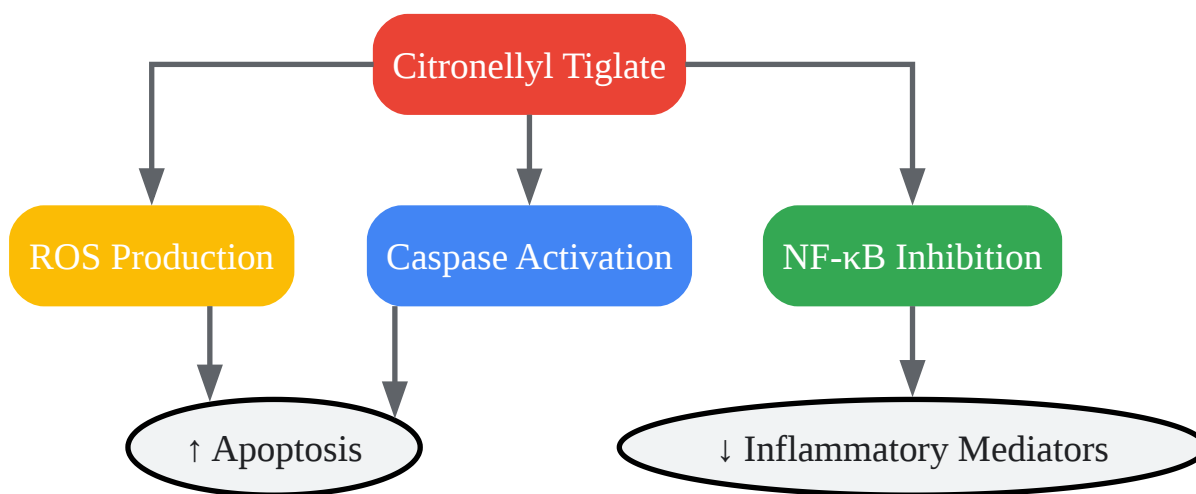 Citronellyl Tiglate
ROS Production
Caspase Activation
NF-κB Inhibition
↑ Apoptosis
↓ Inflammatory Mediators